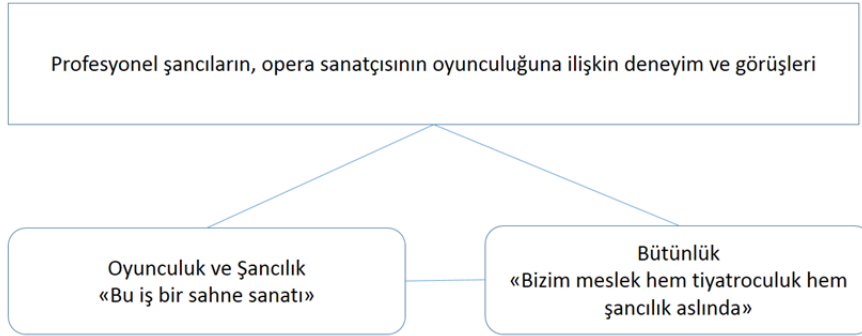 Profesyonel şancıların, opera sanatçısının oyunculuğuna ilişkin deneyim ve görüşleri
Oyunculuk ve Şancılık
«Bu iş bir sahne sanatı»
Bütünlük
«Bizim meslek hem tiyatroculuk hem
şancılık aslında»